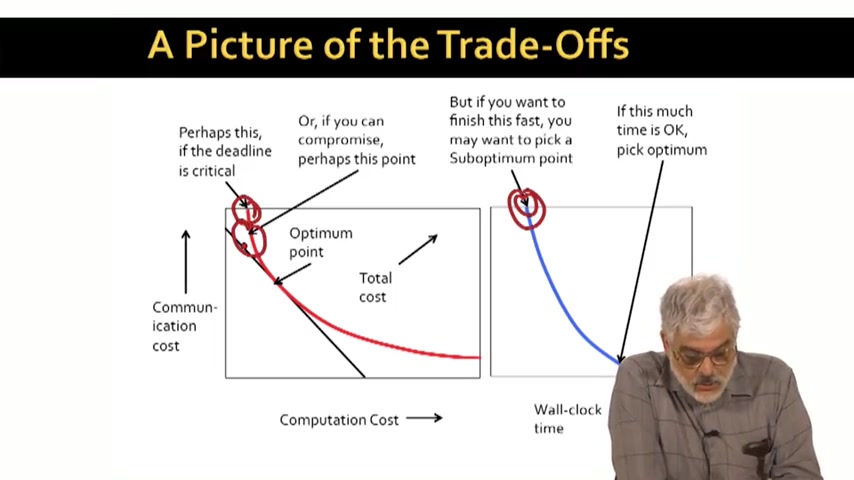 A Picture of the Trade-Offs
Perhaps this,
if the deadline
is critical
Or, if you can
compromise,
perhaps this point
But if you want to
finish this fast, you
may want to pick a
Suboptimum point
If this much
time is OK,
pick optimum
Optimum
point
Total
cost
Commun-
ication
cost
Computation Cost
Wall-clock
time